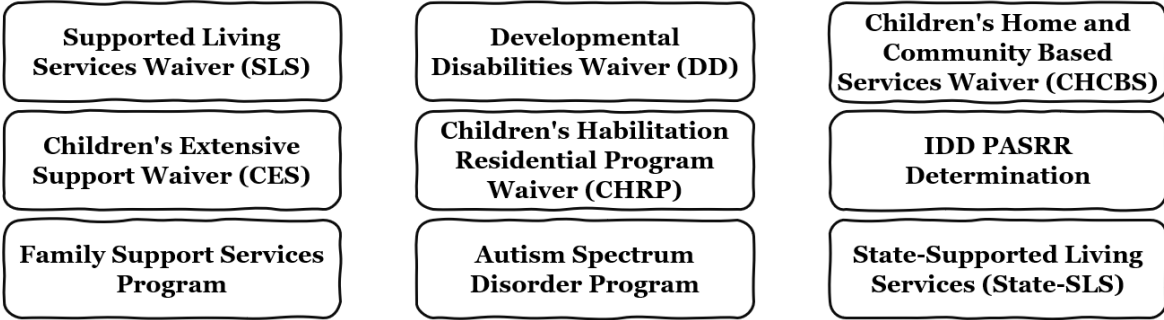 Supported Living
Services Waiver (SLS)
Developmental
Disabilities Waiver (DD)
Children's Home and
Community Based
Services Waiver (CHCBS)
Children's Extensive
Support Waiver (CES)
Children's Habilitation
Residential Program
Waiver (CHRP)
IDD PASRR
Determination
Family Support Services
Program
Autism Spectrum
Disorder Program
State-Supported Living
Services (State-SLS)